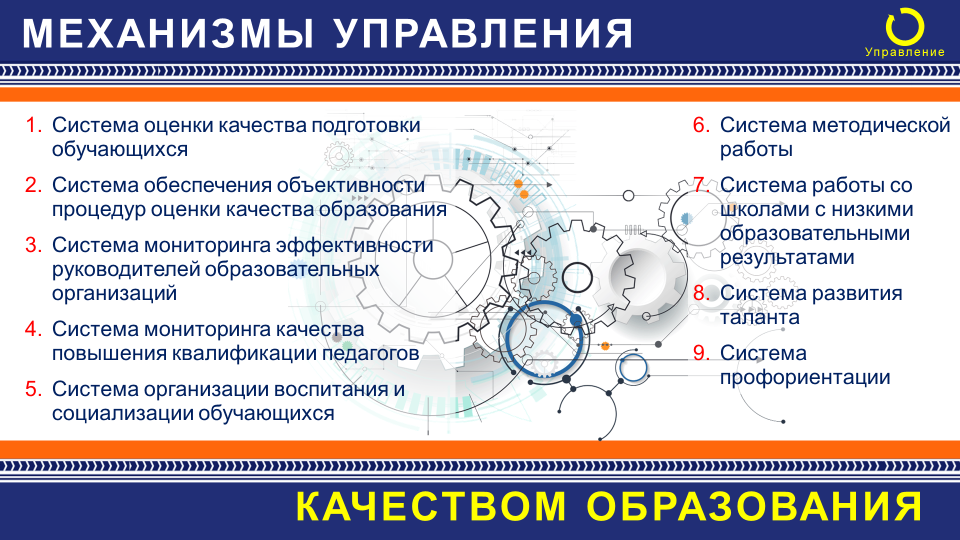 МЕХАНИЗМЫ УПРАВЛЕНИЯ
Управление
1. Система оценки качества подготовки
обучающихся
2. Система обеспечения объективности
процедур оценки качества образования
3. Система мониторинга эффективности
руководителей образовательных
организаций
4. Система мониторинга качества
повышения квалификации педагогов
5. Система организации воспитания и
социализации обучающихся
6. Система методической
работы
7. Система работы со
школами с низкими
образовательными
результатами
8. Система развития
таланта
9. Система
профориентации
КАЧЕСТВОМ ОБРАЗОВАНИЯ